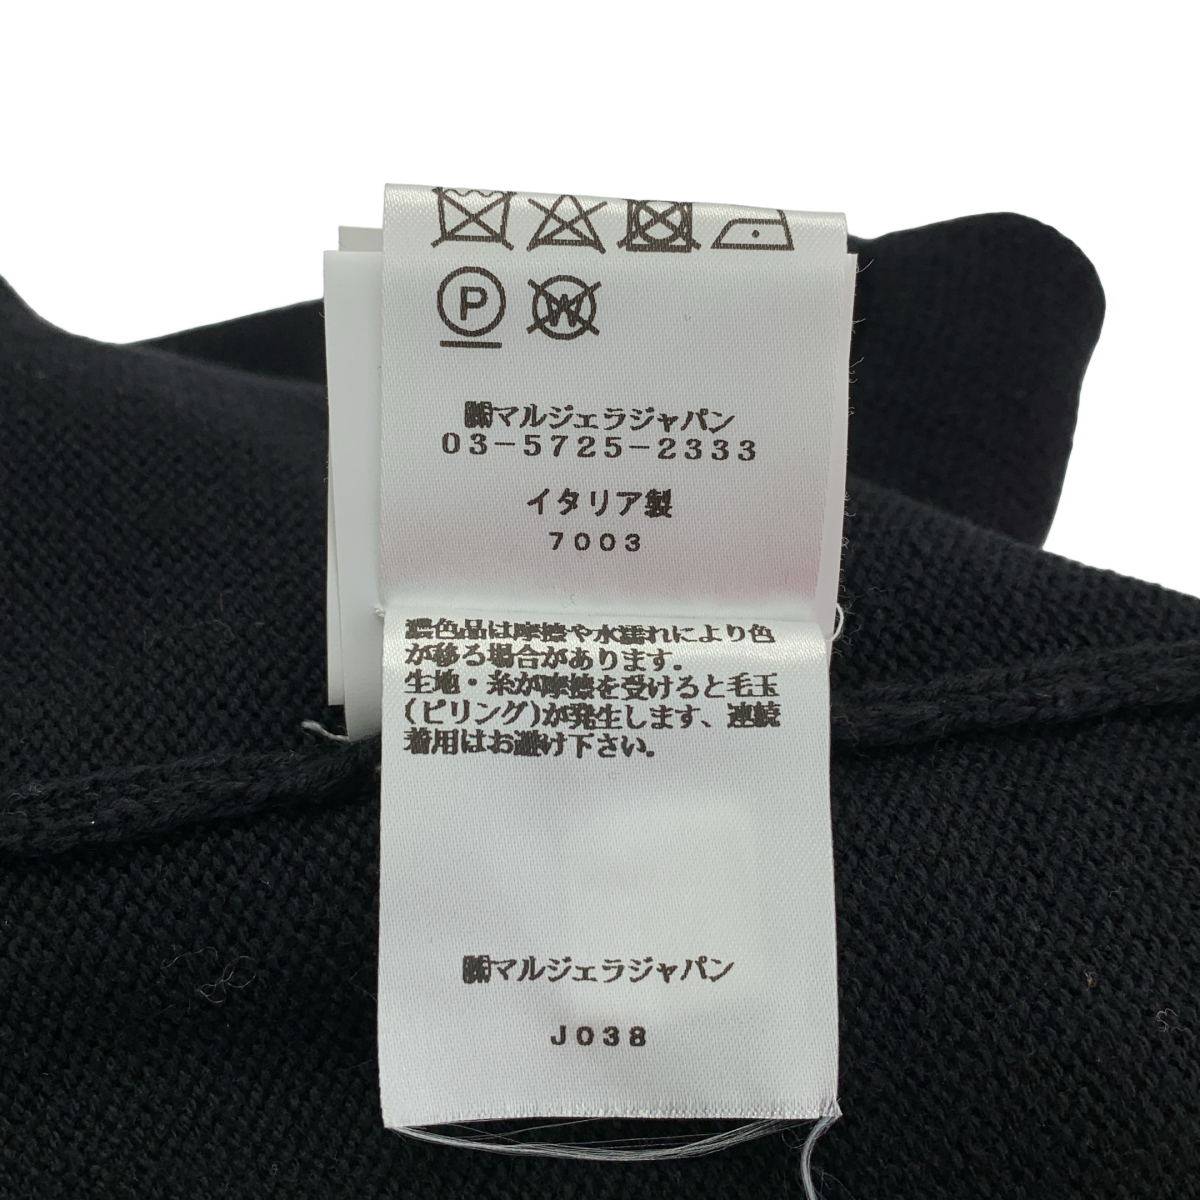 P W
㈱マルジェラジャパン
03-5725-2333
イタリア製
7003
濃色品は摩擦や水濡れにより色
が移る場合があります。
生地・糸が摩擦を受けると毛玉
(ピリング)が発生します、連続
着用はお避け下さい。
㈱マルジェラジャパン
J038